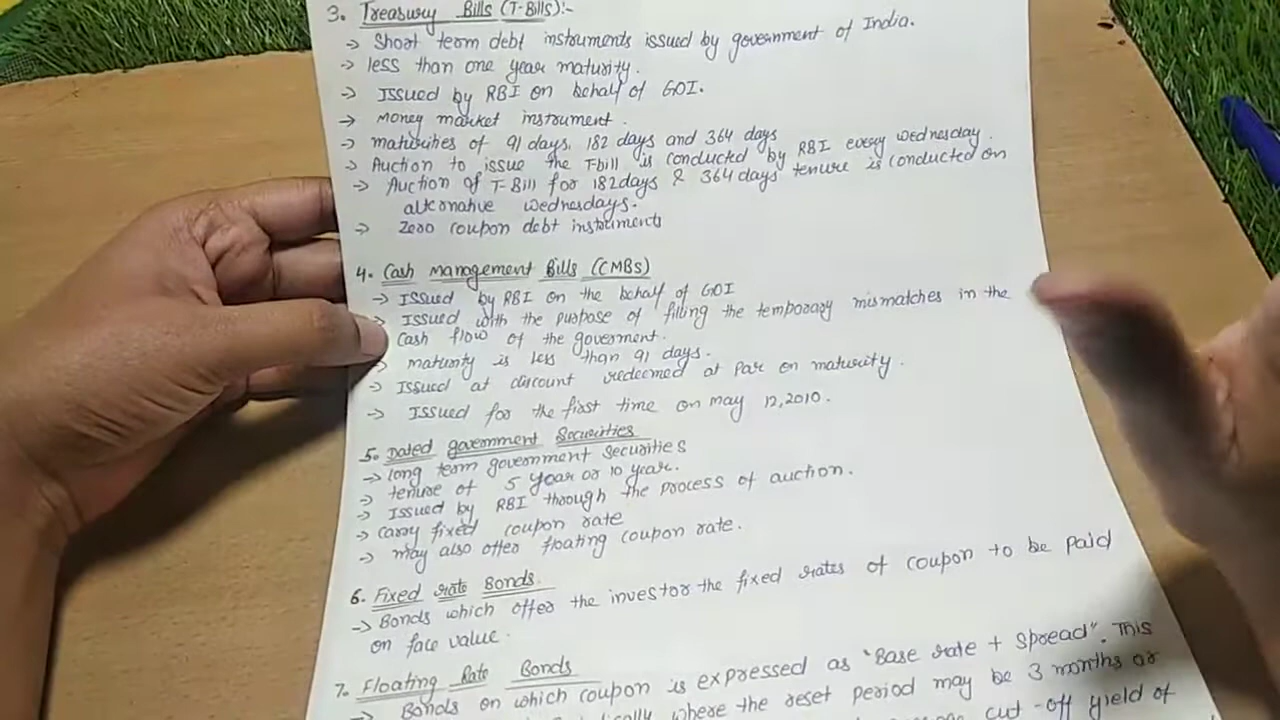 3. Treasury Bills (T-Bills):-
→ Short term debt instruments issued by government of India.
→ less than one year maturity.
→ Issued by RBI on behalf of GOI.
→ Money market instrument.
→ maturities of 91 days, 182 days and 364 days
→ Auction to issue the T-bill is conducted by RBI every wednesday.
→ Auction of T-Bill for 182days & 364days tenure is conducted on
alternative wednesdays.
→ Zero coupon debt instruments
4. Cash Management Bills (CMBs)
→ Issued by RBI on the behalf of GOI
→ Issued with the purpose of filling the temporary mismatches in the
cash flow of the goverment.
→ maturity is less than 91 days.
→ Issued at discount redeemed at par on maturity.
→ Issued for the first time on may 12,2010.
5. Dated government Securities
→ long term government securities
→ tenure of 5 year or 10 year.
→ Issued by RBI through the process of auction.
→ carry fixed coupon rate
→ may also offer floating coupon rate.
6. Fixed rate Bonds.
→ Bonds which offer the investor the fixed rates of coupon to be paid
on face value.
7. Floating Rate Bonds
→ Bonds on which coupon is expressed as "Base rate + Spread". This
where the reset period may be 3 months or
cut-off yield of